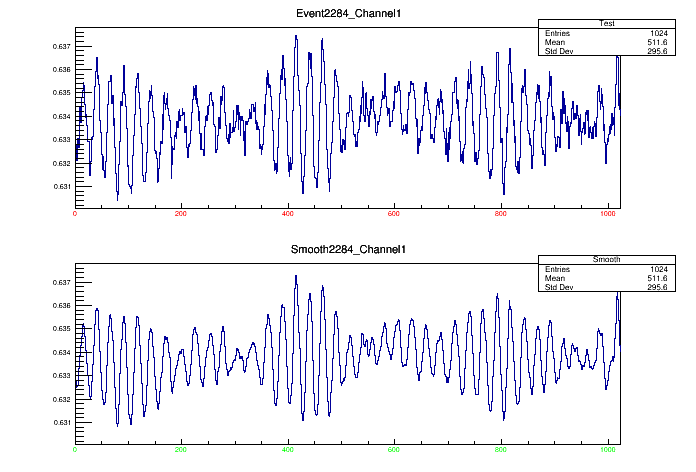 Event2284_Channel1
Test
Entries 1024
Mean 511.6
Std Dev 295.6
0.637
0.636
0.635
0.634
0.633
0.632
0.631
0 200 400 600 800 1000
Smooth2284_Channel1
Smooth
Entries 1024
Mean 511.6
Std Dev 295.6
0.637
0.636
0.635
0.634
0.633
0.632
0.631
0 200 400 600 800 1000